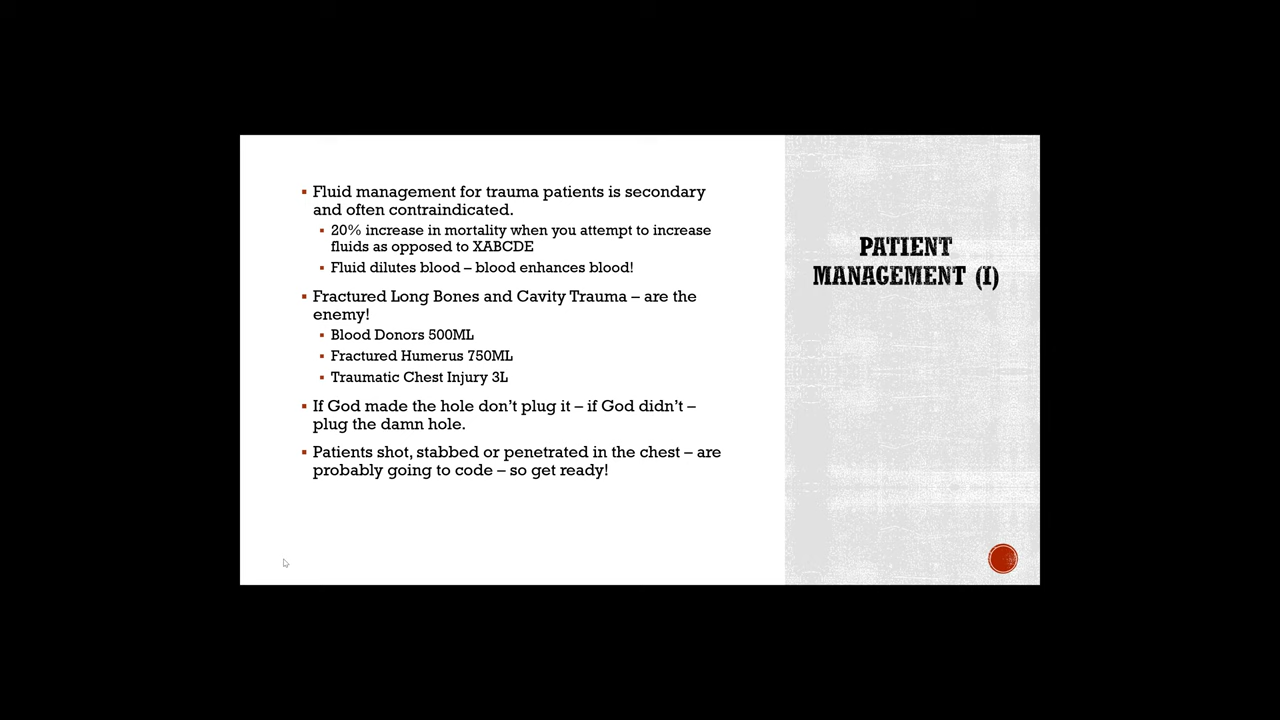 Fluid management for trauma patients is secondary
and often contraindicated.
20% increase in mortality when you attempt to increase
fluids as opposed to XABCDE
Fluid dilutes blood – blood enhances blood!
Fractured Long Bones and Cavity Trauma – are the
enemy!
Blood Donors 500ML
Fractured Humerus 750ML
Traumatic Chest Injury 3L
If God made the hole don't plug it – if God didn't –
plug the damn hole.
Patients shot, stabbed or penetrated in the chest – are
probably going to code – so get ready!
PATIENT
MANAGEMENT (I)